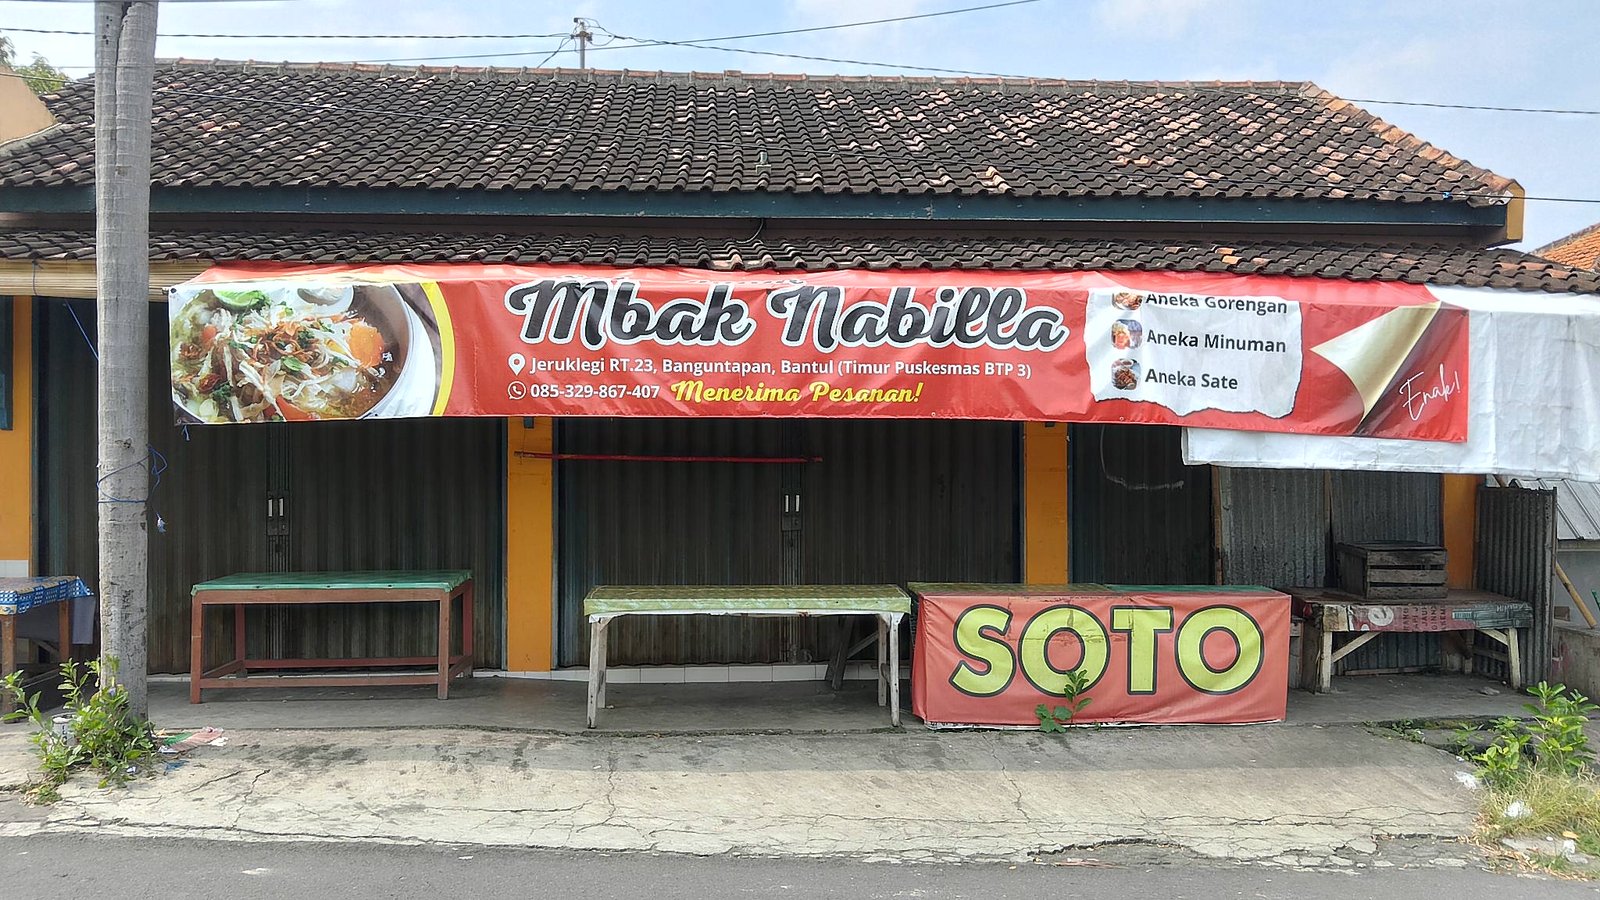 Mbak Nabilla
Jeruklegi RT.23, Banguntapan, Bantul (Timur Puskesmas BTP 3)
085-329-867-407 Menerima Pesanan!
Aneka Gorengan
Aneka Minuman
Aneka Sate
Enak!
SOTO